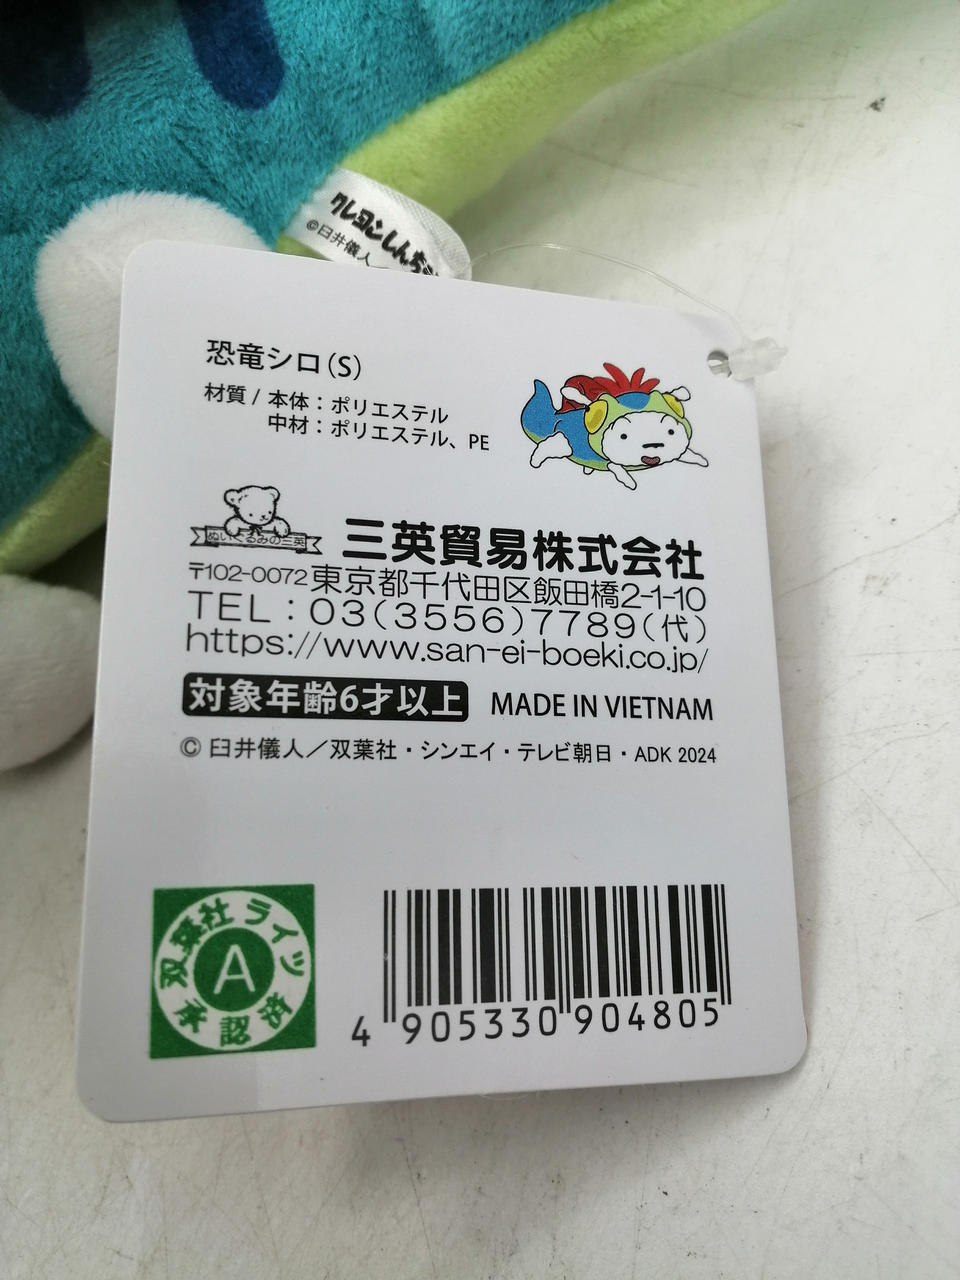 クレヨンしんちゃ
©臼井儀人
恐竜シロ(S)
材質 / 本体:ポリエステル
中材:ポリエステル、PE
ぬいぐるみの三英
三英貿易株式会社
〒102-0072東京都千代田区飯田橋2-1-10
TEL:03(3556)7789(代)
https://www.san-ei-boeki.co.jp/
対象年齢6才以上 MADE IN VIETNAM
© 臼井儀人/双葉社・シンエイ・テレビ朝日・ADK 2024
双葉社 ライツ
A
承認
4 905330 904805